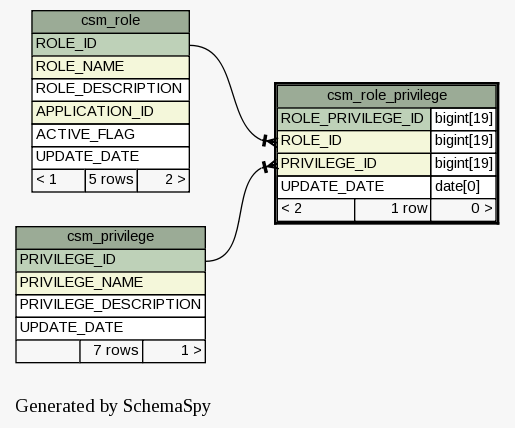 csm_role
ROLE_ID
ROLE_NAME
ROLE_DESCRIPTION
APPLICATION_ID
ACTIVE_FLAG
UPDATE_DATE
< 1 5 rows 2 >
csm_role_privilege
ROLE_PRIVILEGE_ID bigint[19]
ROLE_ID bigint[19]
PRIVILEGE_ID bigint[19]
UPDATE_DATE date[0]
< 2 1 row 0 >
csm_privilege
PRIVILEGE_ID
PRIVILEGE_NAME
PRIVILEGE_DESCRIPTION
UPDATE_DATE
7 rows 1 >
Generated by SchemaSpy